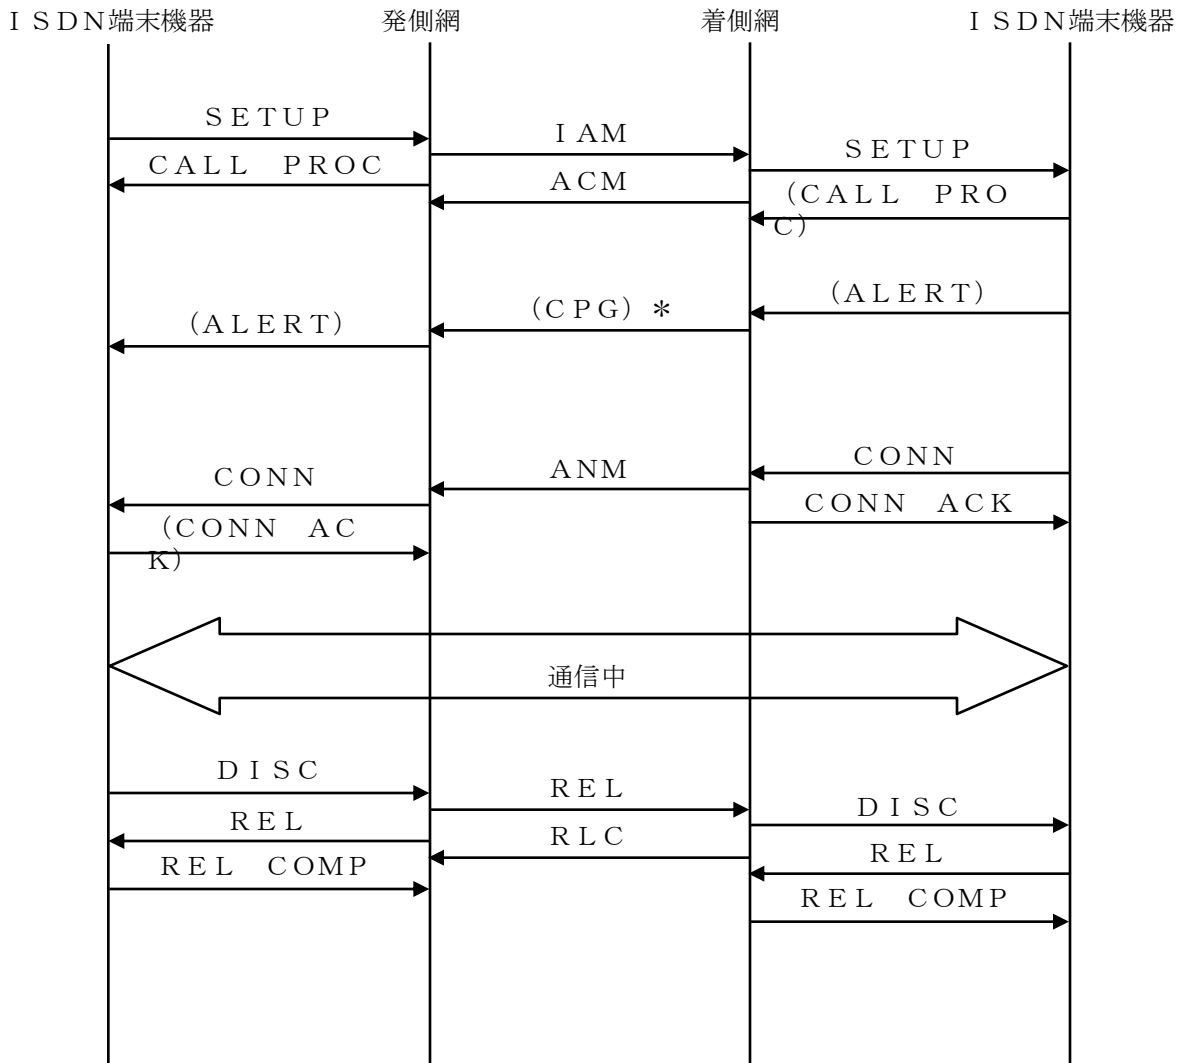 ＩＳＤＮ端末機器
発側網
着側網
ＩＳＤＮ端末機器
ＳＥＴＵＰ
ＩＡＭ
ＳＥＴＵＰ
ＣＡＬＬ　ＰＲＯＣ
ＡＣＭ
（ＣＡＬＬ　ＰＲＯ
Ｃ）
（ＡＬＥＲＴ）
（ＣＰＧ）＊
（ＡＬＥＲＴ）
ＣＯＮＮ
ＡＮＭ
ＣＯＮＮ
ＣＯＮＮ　ＡＣＫ
（ＣＯＮＮ　ＡＣ
Ｋ）
通信中
ＤＩＳＣ
ＲＥＬ
ＤＩＳＣ
ＲＥＬ
ＲＬＣ
ＲＥＬ
ＲＥＬ　ＣＯＭＰ
ＲＥＬ　ＣＯＭＰ